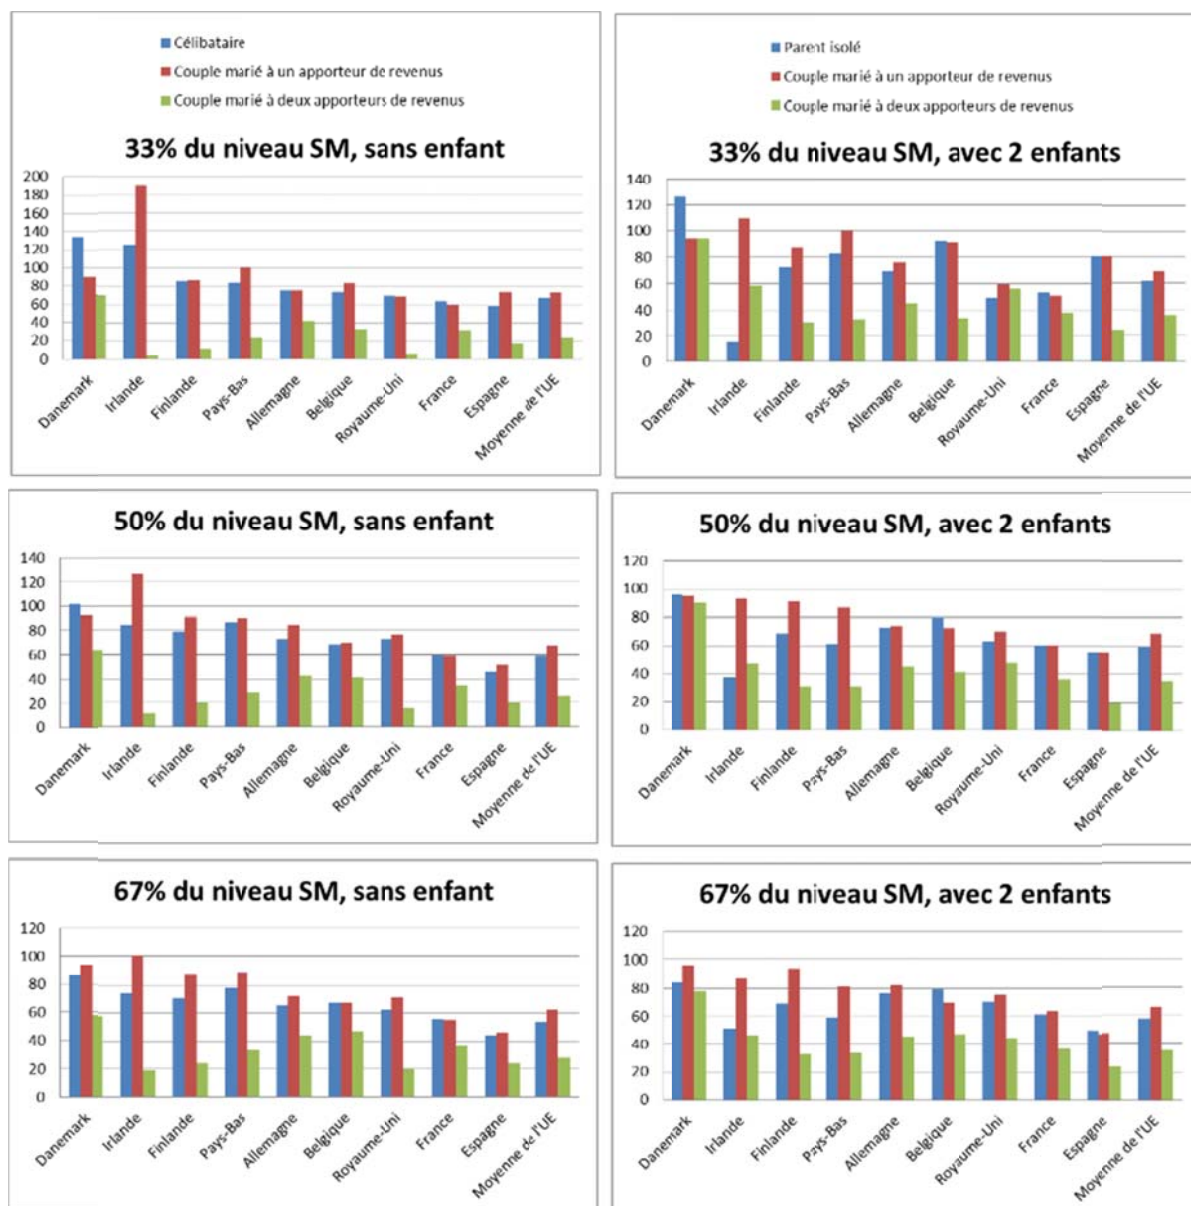 Célibataire
Couple marié à un apporteur de revenus
Couple marié à deux apporteurs de revenus
33% du niveau SM, sans enfant
200
180
160
140
120
100
80
60
40
20
0
Danemark
Irlande
Finlande
Pays-Bas
Allemagne
Belgique
Royaume-Uni
France
Espagne
Moyenne de l'UE
Parent isolé
Couple marié à un apporteur de revenus
Couple marié à deux apporteurs de revenus
33% du niveau SM, avec 2 enfants
140
120
100
80
60
40
20
0
Danemark
Irlande
Finlande
Pays-Bas
Allemagne
Belgique
Royaume-Uni
France
Espagne
Moyenne de l'UE
50% du niveau SM, sans enfant
140
120
100
80
60
40
20
0
Danemark
Irlande
Finlande
Pays-Bas
Allemagne
Belgique
Royaume-Uni
France
Espagne
Moyenne de l'UE
50% du niveau SM, avec 2 enfants
120
100
80
60
40
20
0
Danemark
Irlande
Finlande
Pays-Bas
Allemagne
Belgique
Royaume-Uni
France
Espagne
Moyenne de l'UE
67% du niveau SM, sans enfant
120
100
80
60
40
20
0
Danemark
Irlande
Finlande
Pays-Bas
Allemagne
Belgique
Royaume-Uni
France
Espagne
Moyenne de l'UE
67% du niveau SM, avec 2 enfants
120
100
80
60
40
20
0
Danemark
Irlande
Finlande
Pays-Bas
Allemagne
Belgique
Royaume-Uni
France
Espagne
Moyenne de l'UE